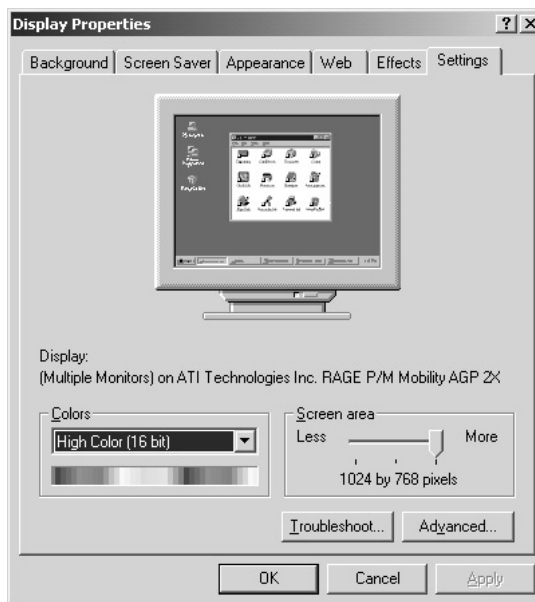 Display Properties
Background Screen Saver Appearance Web Effects Settings
Display:
(Multiple Monitors) on ATI Technologies Inc. RAGE P/M Mobility AGP 2X
Colors
High Color (16 bit)
Screen area
Less More
1024 by 768 pixels
Troubleshoot... Advanced...
OK Cancel Apply